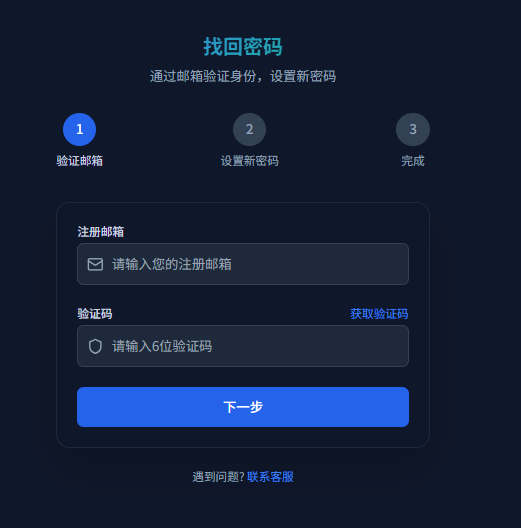 找回密码
通过邮箱验证身份，设置新密码
1
2
3
验证邮箱
设置新密码
完成
注册邮箱
请输入您的注册邮箱
验证码
获取验证码
请输入6位验证码
下一步
遇到问题? 联系客服